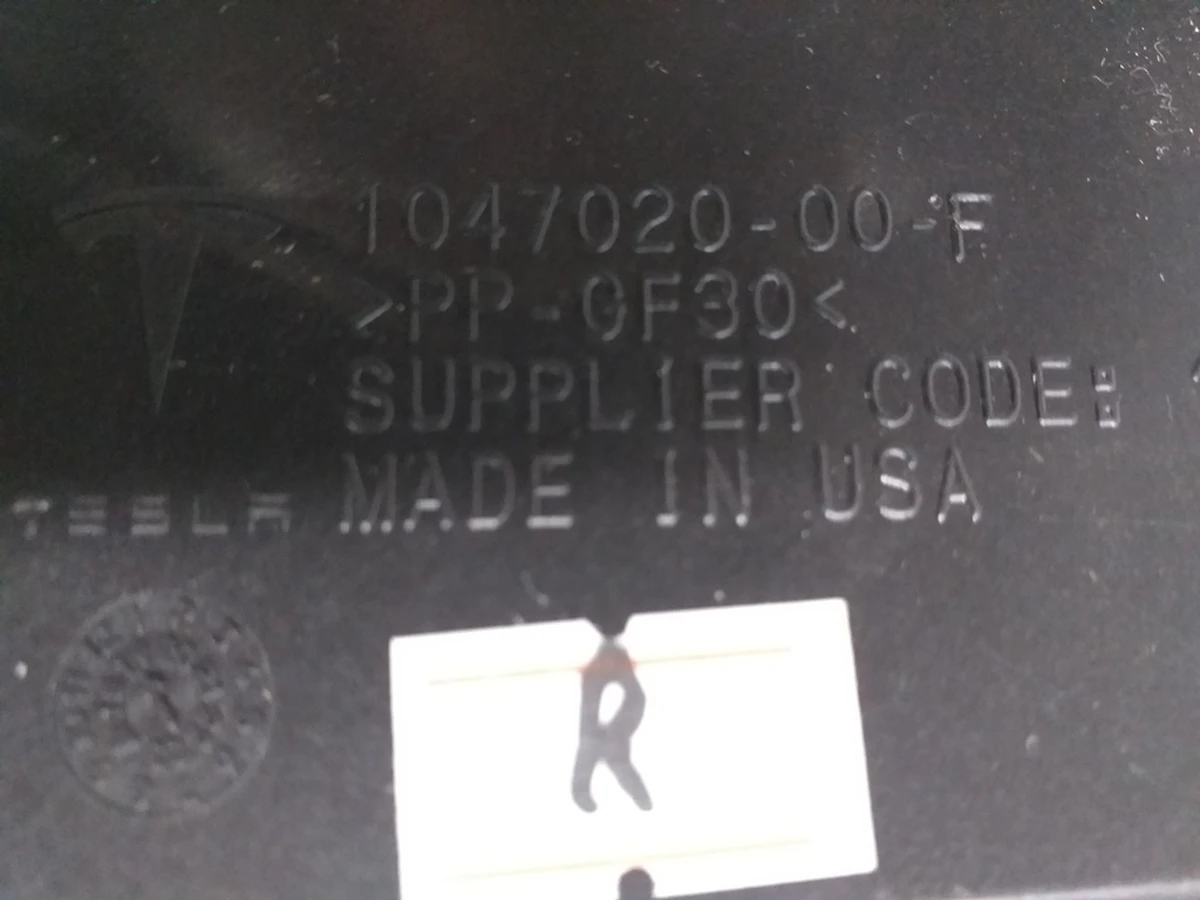 1047020-00-F
>PP-GF30<
SUPPLIER CODE:
MADE IN USA
TESLA
R